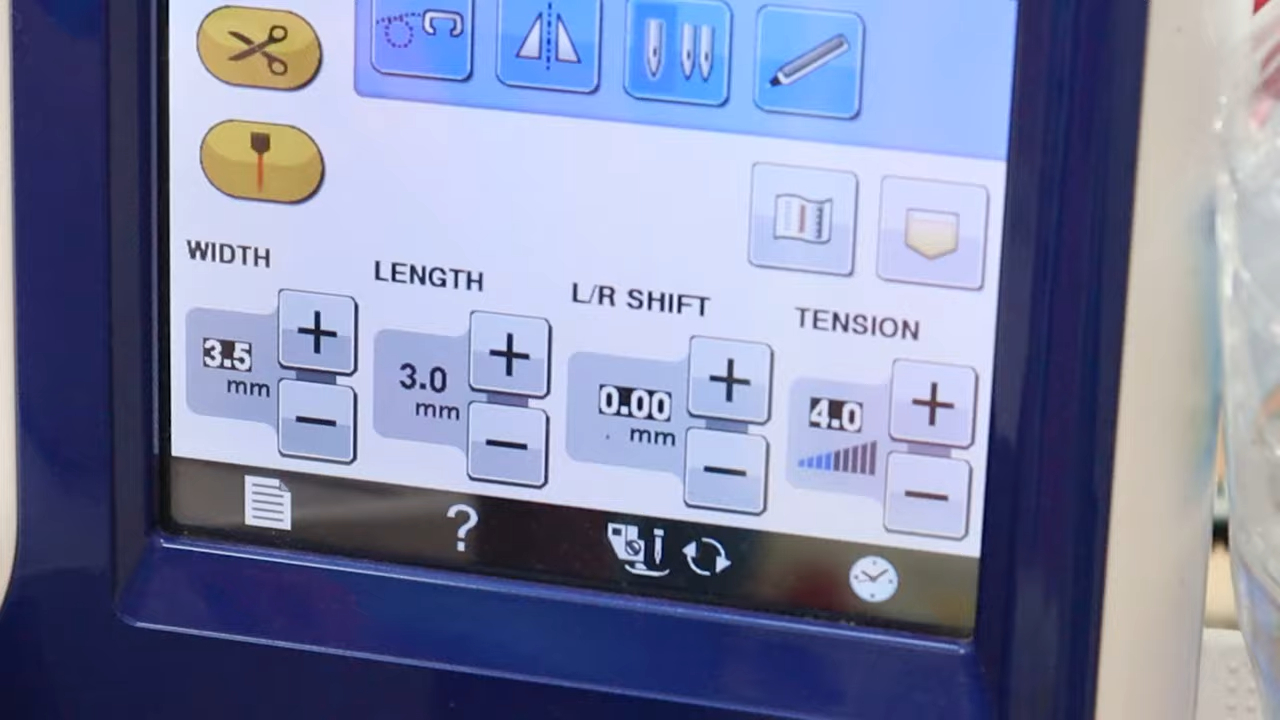 WIDTH
LENGTH
L/R SHIFT
TENSION
3.5
mm
3.0
mm
0.00
mm
4.0
?